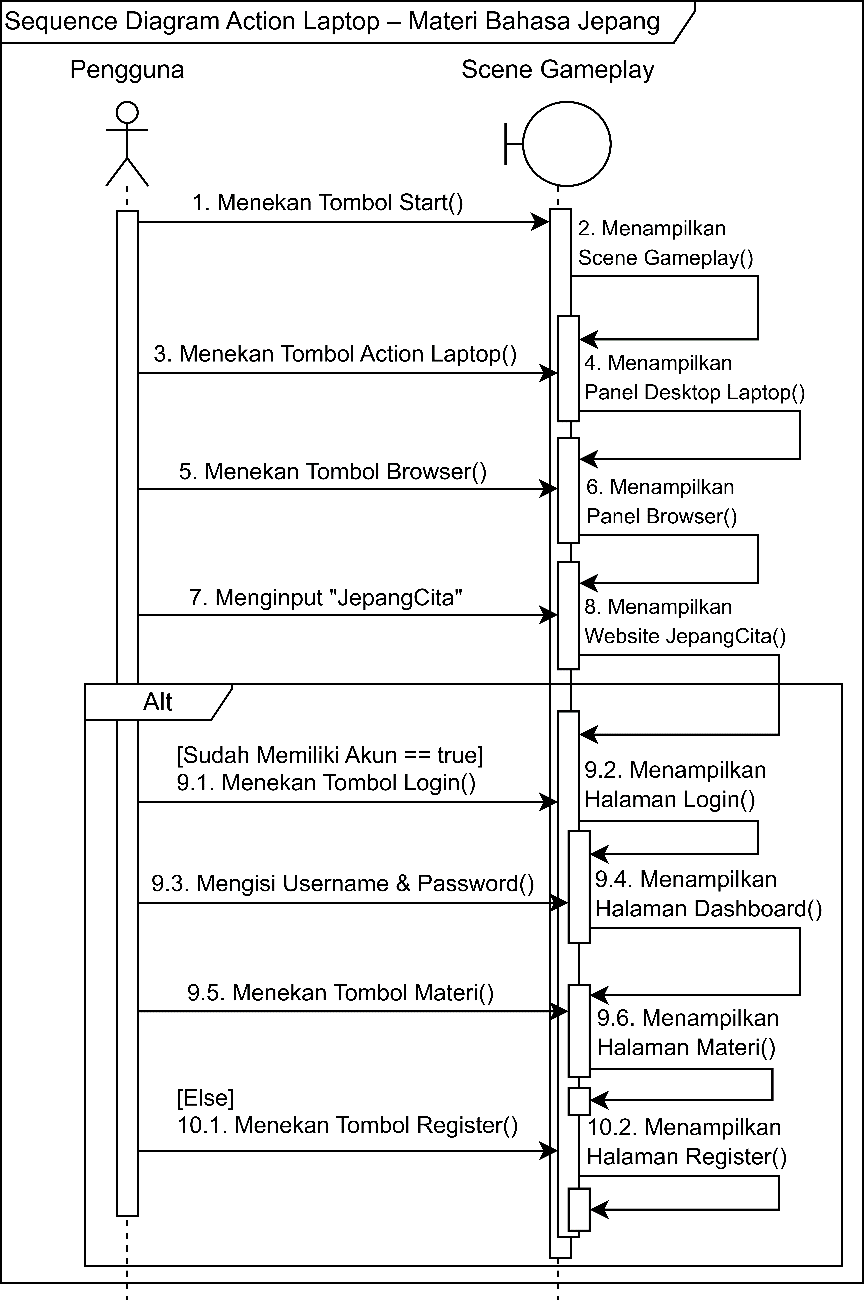 Sequence Diagram Action Laptop – Materi Bahasa Jepang
Pengguna
Scene Gameplay
1. Menekan Tombol Start()
2. Menampilkan
Scene Gameplay()
3. Menekan Tombol Action Laptop()
4. Menampilkan
Panel Desktop Laptop()
5. Menekan Tombol Browser()
6. Menampilkan
Panel Browser()
7. Menginput "JepangCita"
8. Menampilkan
Website JepangCita()
Alt
[Sudah Memiliki Akun == true]
9.1. Menekan Tombol Login()
9.2. Menampilkan
Halaman Login()
9.3. Mengisi Username & Password()
9.4. Menampilkan
Halaman Dashboard()
9.5. Menekan Tombol Materi()
9.6. Menampilkan
Halaman Materi()
[Else]
10.1. Menekan Tombol Register()
10.2. Menampilkan
Halaman Register()